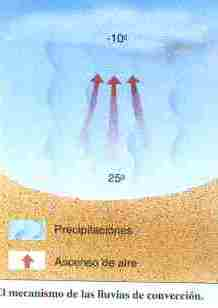 -10º
25º
Precipitaciones
Ascenso de aire
El mecanismo de las lluvias de convección.